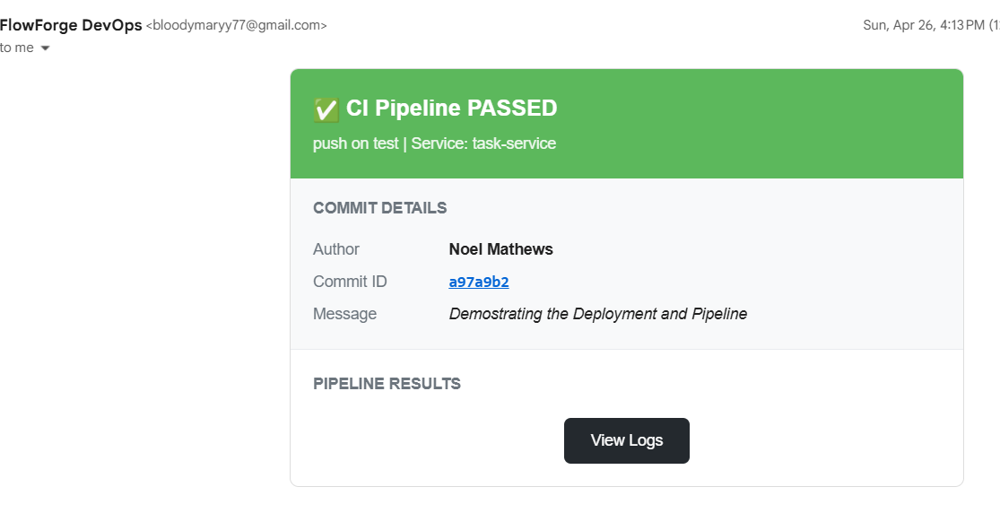 FlowForge DevOps <bloodymaryy77@gmail.com>
Sun, Apr 26, 4:13 PM
to me
✅ CI Pipeline PASSED
push on test | Service: task-service
COMMIT DETAILS
Author Noel Mathews
Commit ID a97a9b2
Message Demostrating the Deployment and Pipeline
PIPELINE RESULTS
View Logs